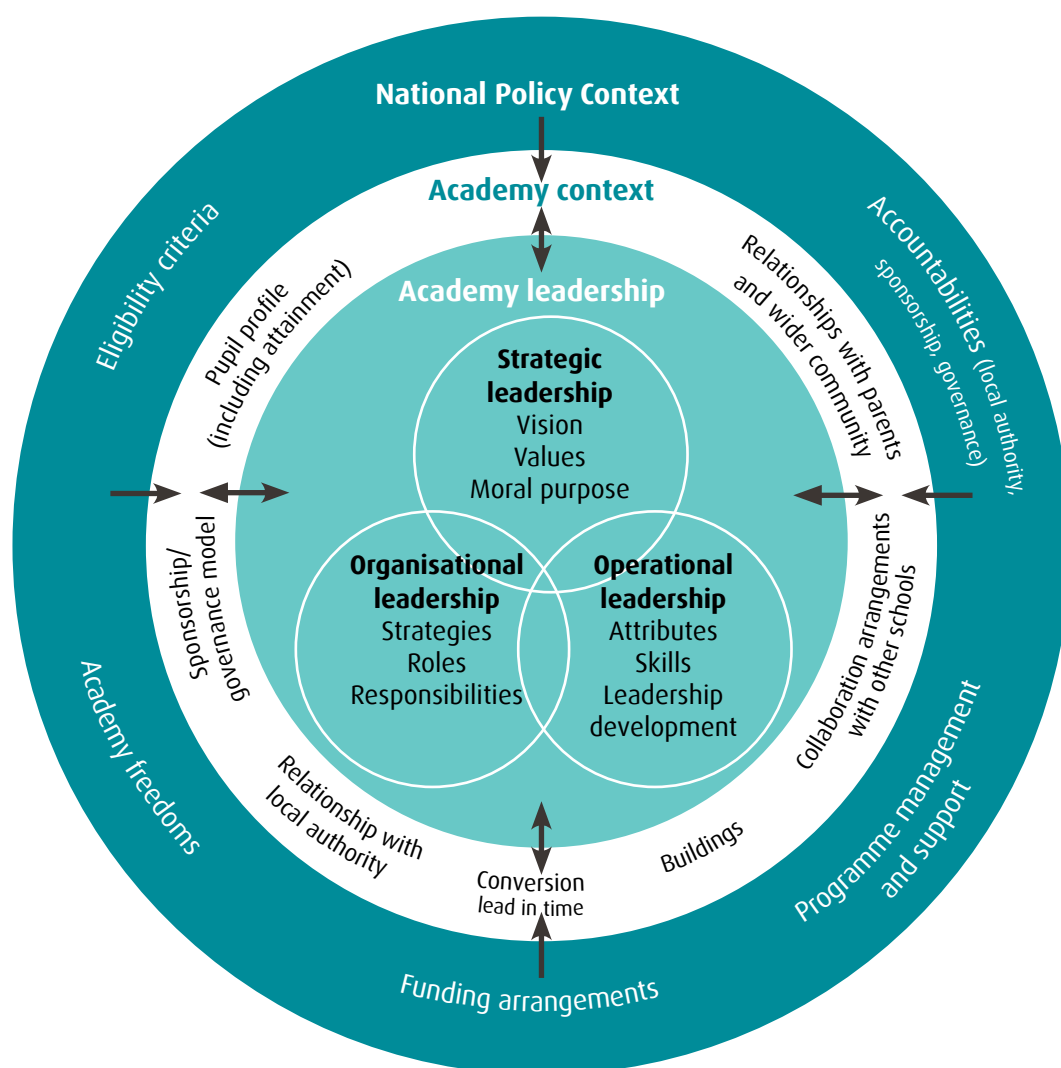 National Policy Context
Academy context
Academy leadership
Strategic
leadership
Vision
Values
Moral purpose
Organisational
leadership
Strategies
Roles
Responsibilities
Operational
leadership
Attributes
Skills
Leadership
development
Eligibility criteria
Pupil profile
(including attainment)
Relationships with parents
and wider community
Accountabilities (local authority,
sponsorship, governance)
Sponsorship/
governance model
Collaboration arrangements
with other schools
Academy freedoms
Relationship with
local authority
Conversion
lead in time
Buildings
Programme management
and support
Funding arrangements